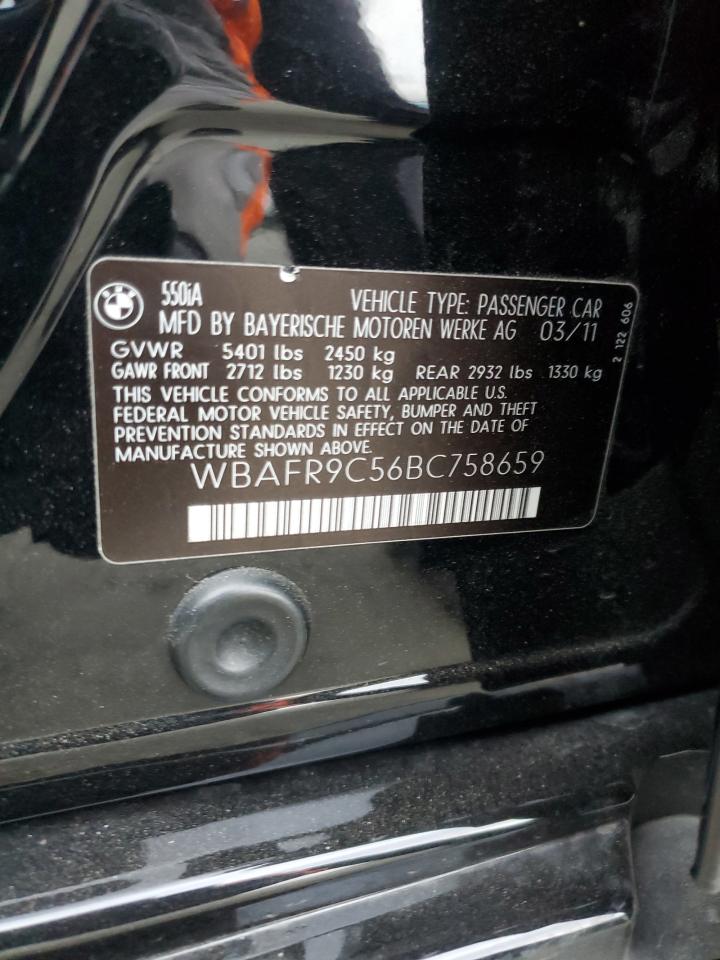 550iA VEHICLE TYPE: PASSENGER CAR
MFD BY BAYERISCHE MOTOREN WERKE AG 03/11
GVWR 5401 lbs 2450 kg
GAWR FRONT 2712 lbs 1230 kg REAR 2932 lbs 1330 kg
THIS VEHICLE CONFORMS TO ALL APPLICABLE U.S.
FEDERAL MOTOR VEHICLE SAFETY, BUMPER AND THEFT
PREVENTION STANDARDS IN EFFECT ON THE DATE OF
MANUFACTURE SHOWN ABOVE.
WBAFR9C56BC758659
2 122 606